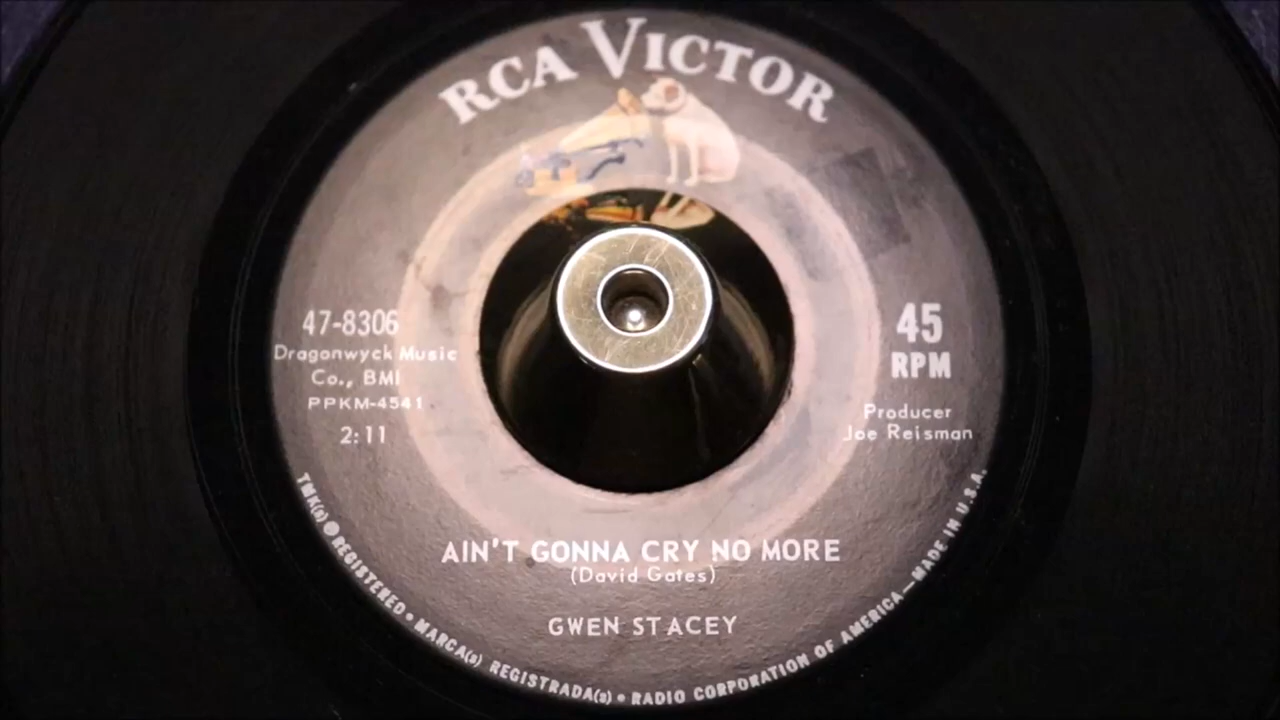 RCA VICTOR
47-8306
Dragonwyck Music
Co., BMI
PPKM-4541
2:11
45
RPM
Producer
Joe Reisman
AIN'T GONNA CRY NO MORE
(David Gates)
GWEN STACEY
TMK(s) ® REGISTERED • MARCA(s) REGISTRADA(s) • RADIO CORPORATION OF AMERICA—MADE IN U.S.A.